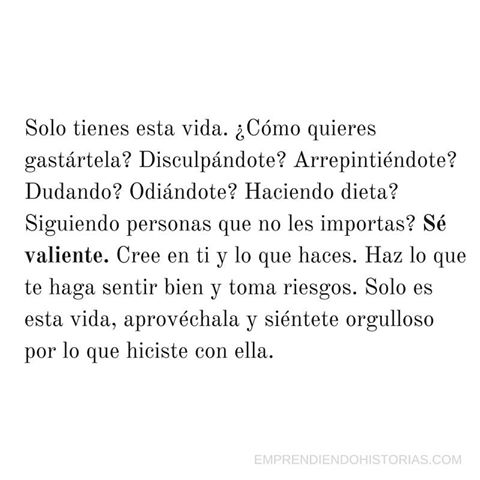 Solo tienes esta vida. ¿Cómo quieres
gastártela? Disculpándote? Arrepintiéndote?
Dudando? Odiándote? Haciendo dieta?
Siguiendo personas que no les importas? Sé
valiente. Cree en ti y lo que haces. Haz lo que
te haga sentir bien y toma riesgos. Solo es
esta vida, aprovéchala y siéntete orgulloso
por lo que hiciste con ella.
EMPRENDIENDOHISTORIAS.COM